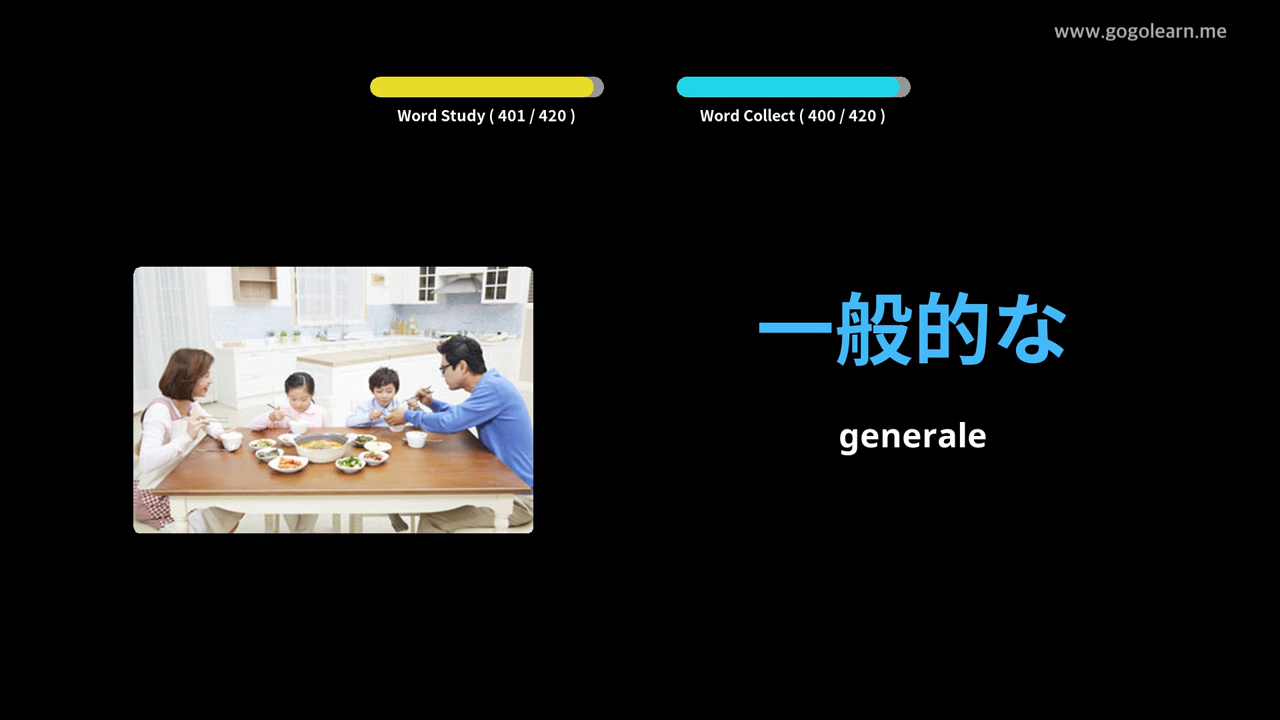 www.gogolearn.me
Word Study ( 401 / 420 )
Word Collect ( 400 / 420 )
一般的な
generale